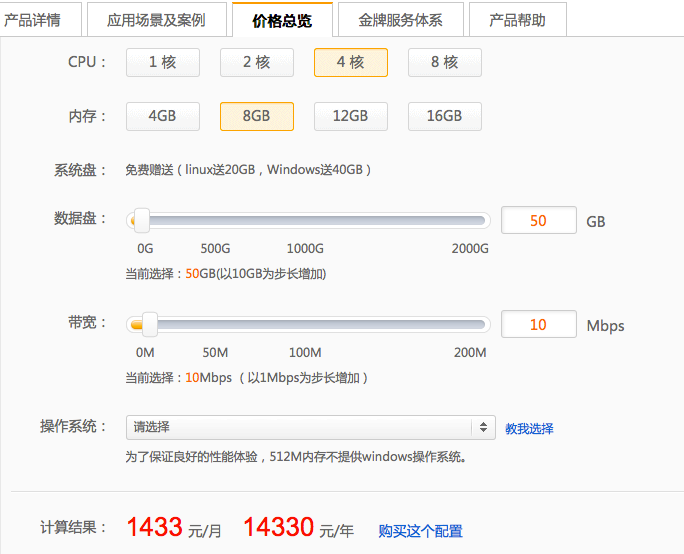 产品详情 应用场景及案例 价格总览 金牌服务体系 产品帮助
CPU： 1 核 2 核 4 核 8 核
内存： 4GB 8GB 12GB 16GB
系统盘： 免费赠送（linux送20GB，Windows送40GB）
数据盘： 50 GB
0G 500G 1000G 2000G
当前选择：50GB(以10GB为步长增加)
带宽： 10 Mbps
0M 50M 100M 200M
当前选择：10Mbps （以1Mbps为步长增加）
操作系统： 请选择 教我选择
为了保证良好的性能体验，512M内存不提供windows操作系统。
计算结果： 1433 元/月 14330 元/年 购买这个配置